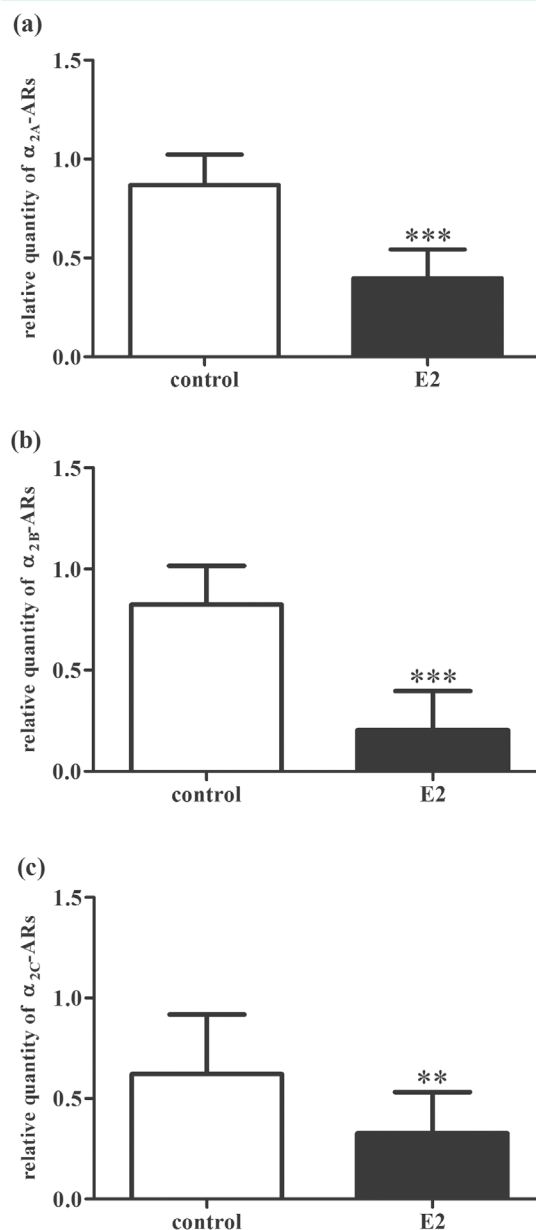 (a)
relative quantity of α2A-ARs
1.5
1.0
0.5
0.0
***
control
E2
(b)
relative quantity of α2B-ARs
1.5
1.0
0.5
0.0
***
control
E2
(c)
relative quantity of α2C-ARs
1.5
1.0
0.5
0.0
**
control
E2